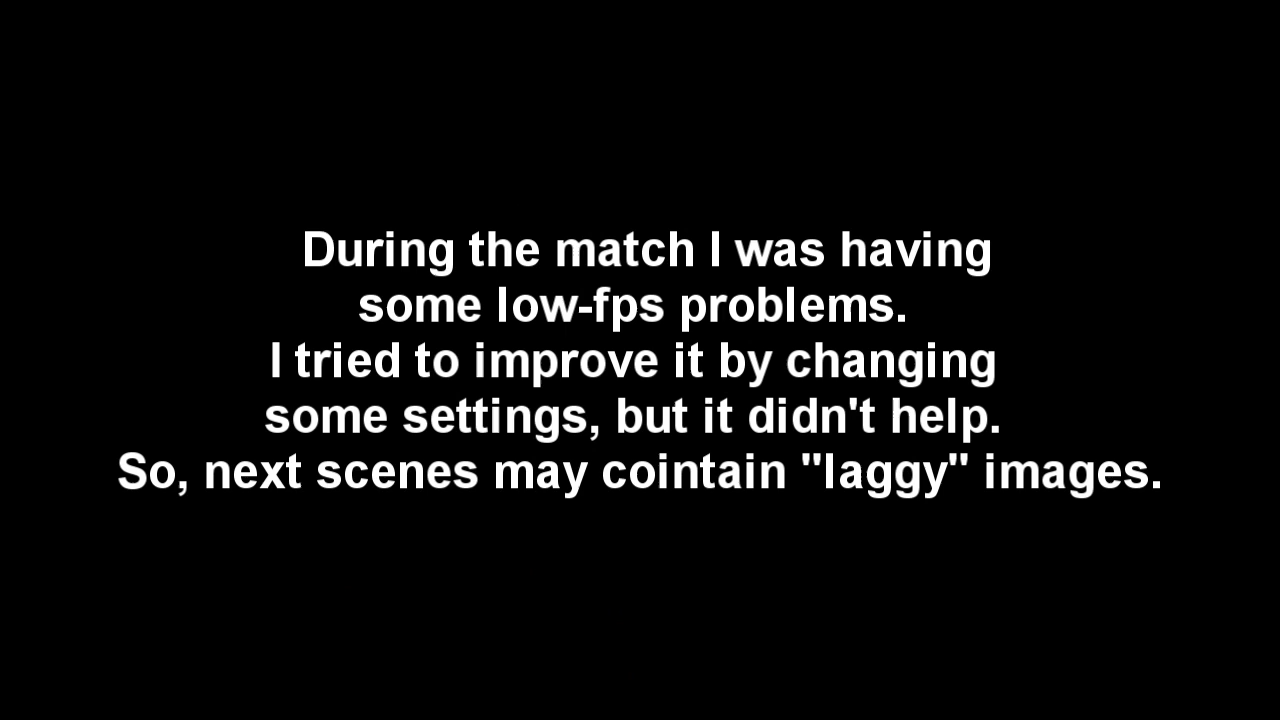 During the match I was having
some low-fps problems.
I tried to improve it by changing
some settings, but it didn't help.
So, next scenes may cointain "laggy" images.